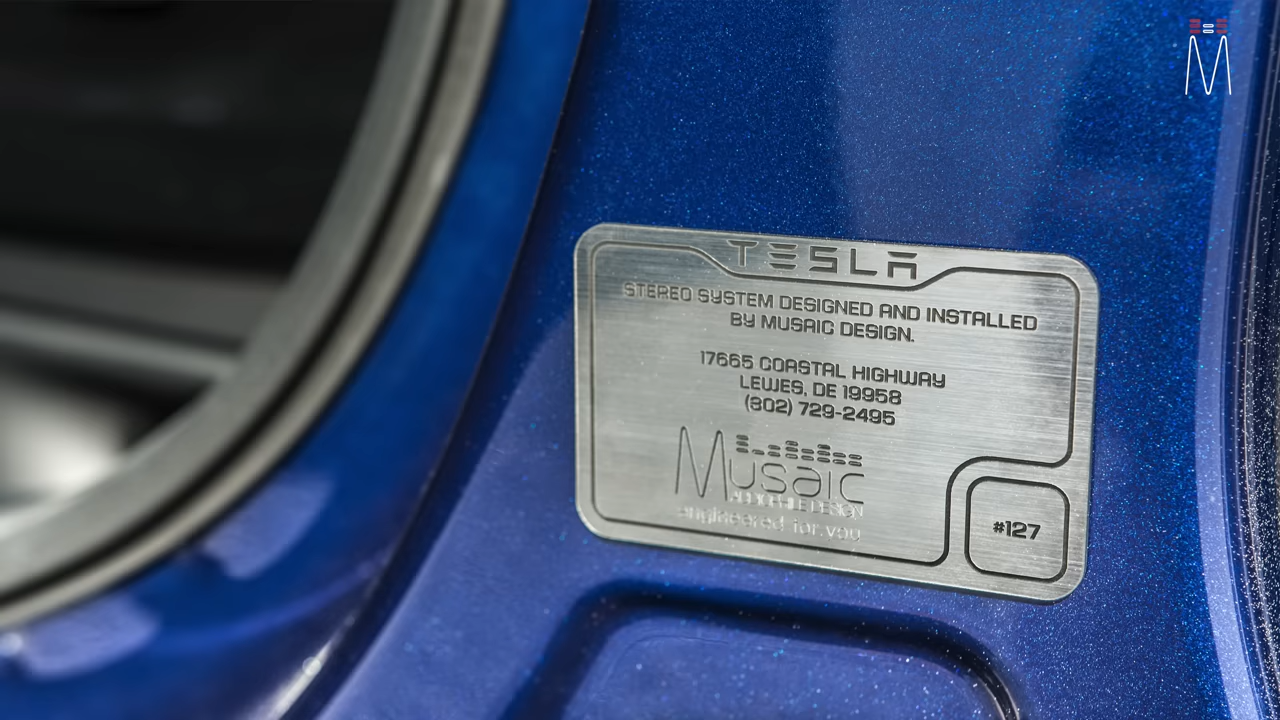 TESLA
STEREO SYSTEM DESIGNED AND INSTALLED
BY MUSAIC DESIGN.
17665 COASTAL HIGHWAY
LEWES, DE 19958
(302) 729-2495
Musaic
AUDIOPHILE DESIGN
engineered for.you
#127
M